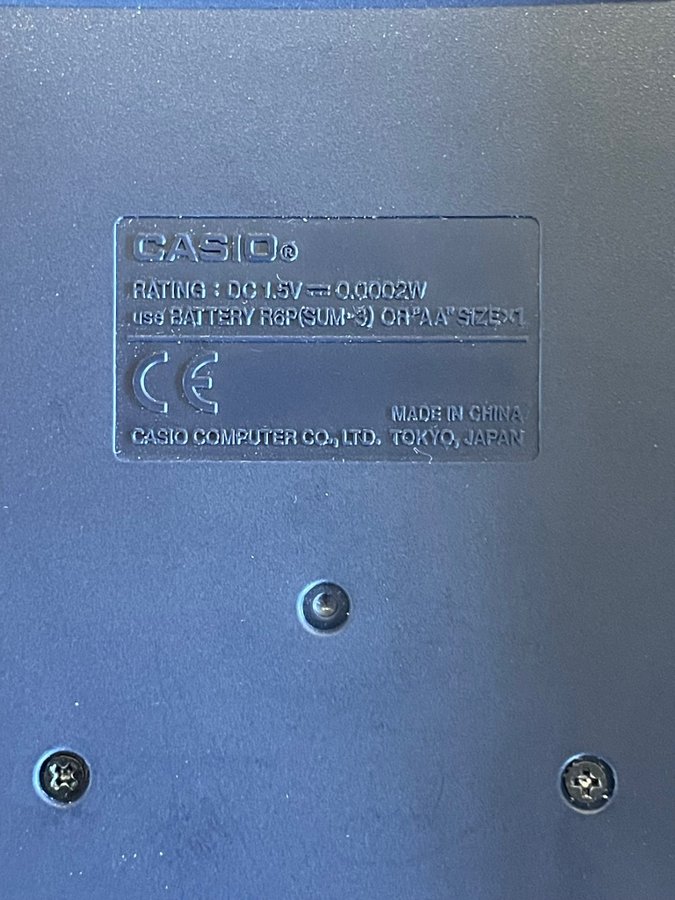 CASIO®
RATING : DC 1.5V ⎓ 0.0002W
use BATTERY R6P(SUM-3) OR "AA" SIZE×1
CE
MADE IN CHINA
CASIO COMPUTER CO., LTD. TOKYO, JAPAN